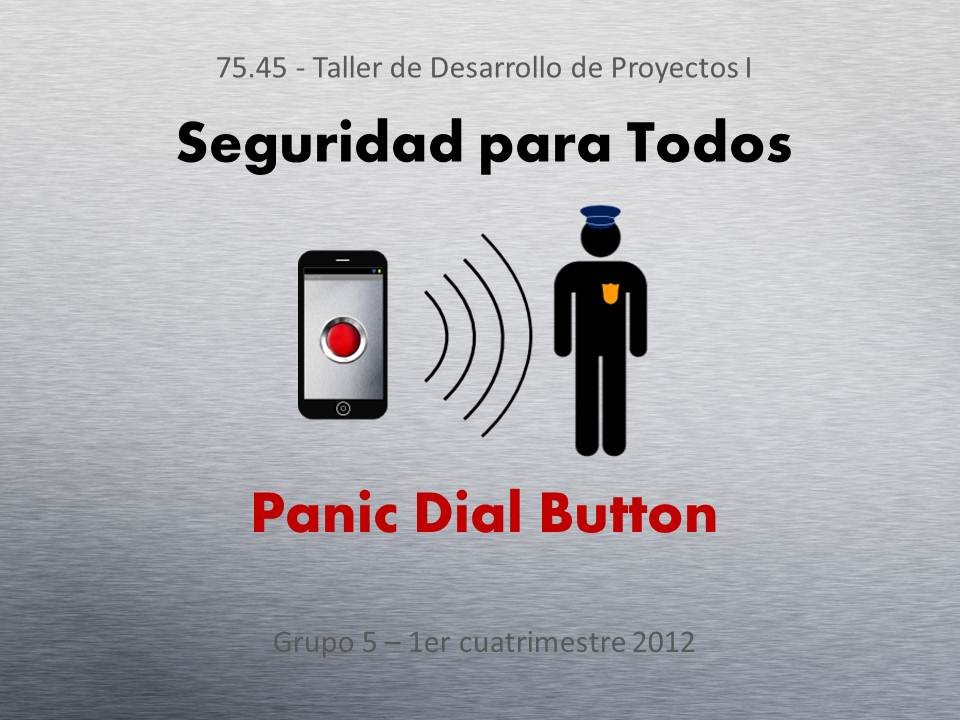 75.45 - Taller de Desarrollo de Proyectos I
Seguridad para Todos
Panic Dial Button
Grupo 5 – 1er cuatrimestre 2012